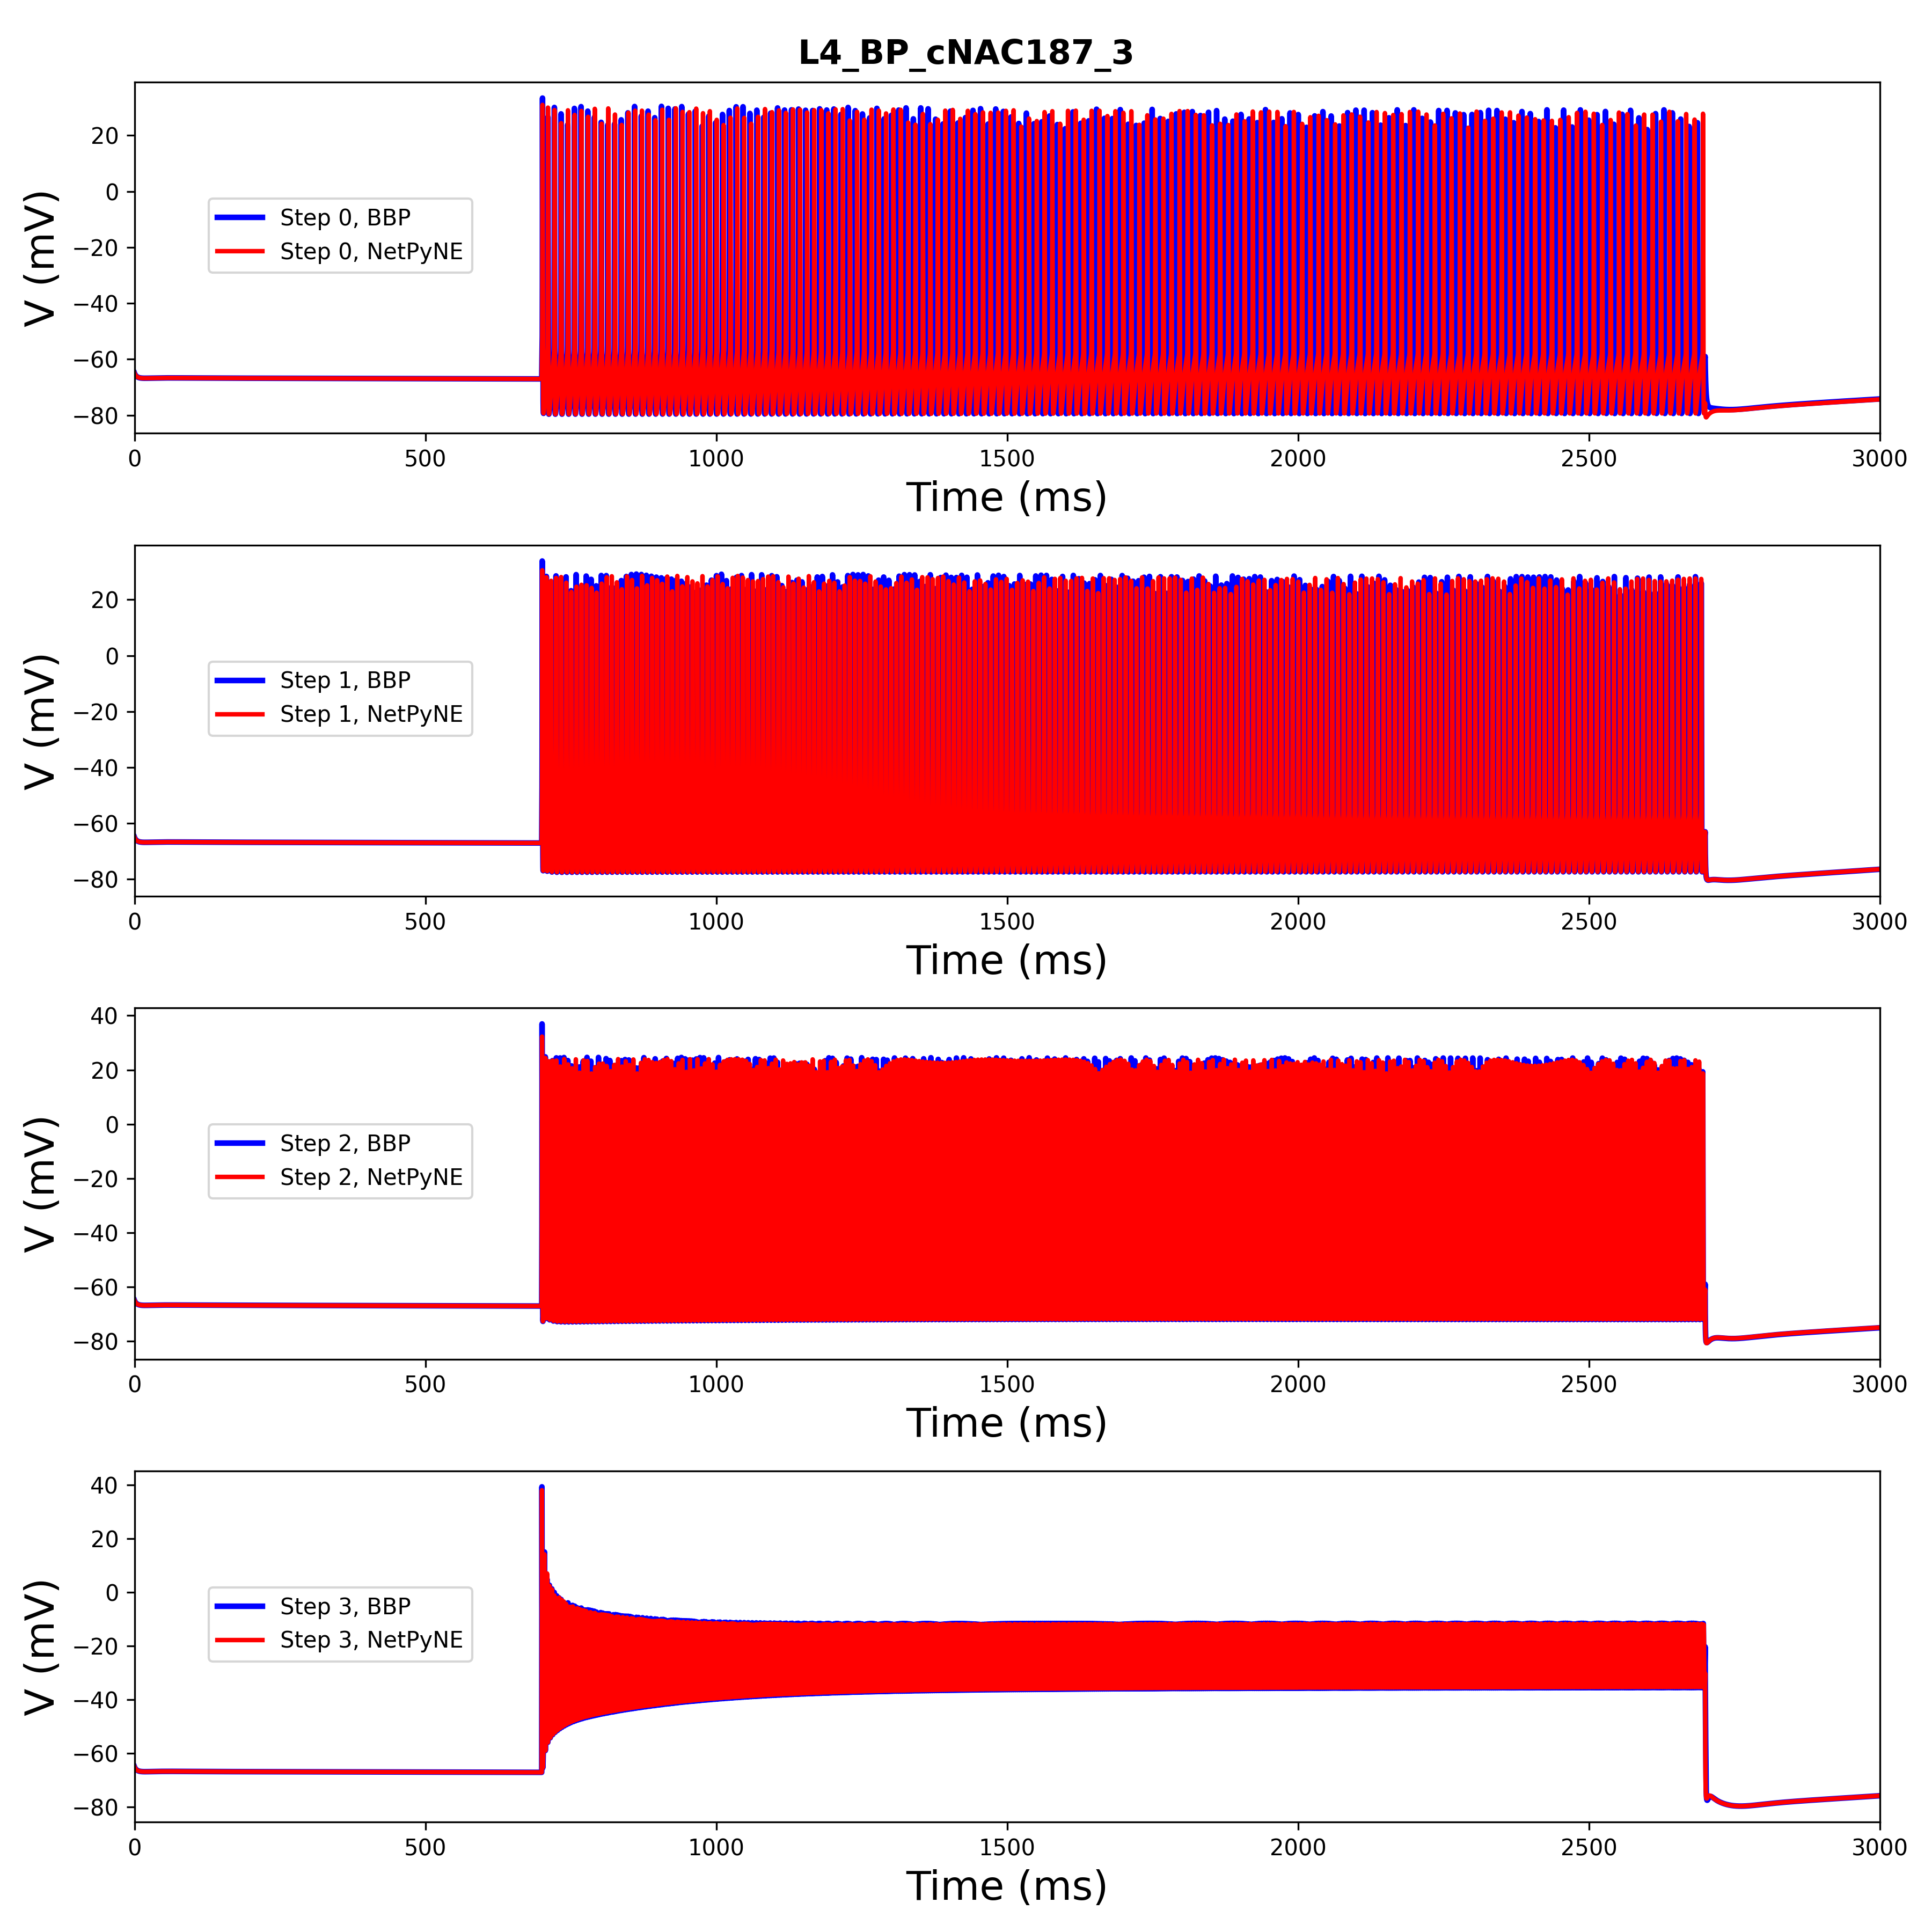 L4_BP_cNAC187_3
V (mV)
20
0
−20
−40
−60
−80
Step 0, BBP
Step 0, NetPyNE
0 500 1000 1500 2000 2500 3000
Time (ms)
V (mV)
20
0
−20
−40
−60
−80
Step 1, BBP
Step 1, NetPyNE
0 500 1000 1500 2000 2500 3000
Time (ms)
V (mV)
40
20
0
−20
−40
−60
−80
Step 2, BBP
Step 2, NetPyNE
0 500 1000 1500 2000 2500 3000
Time (ms)
V (mV)
40
20
0
−20
−40
−60
−80
Step 3, BBP
Step 3, NetPyNE
0 500 1000 1500 2000 2500 3000
Time (ms)